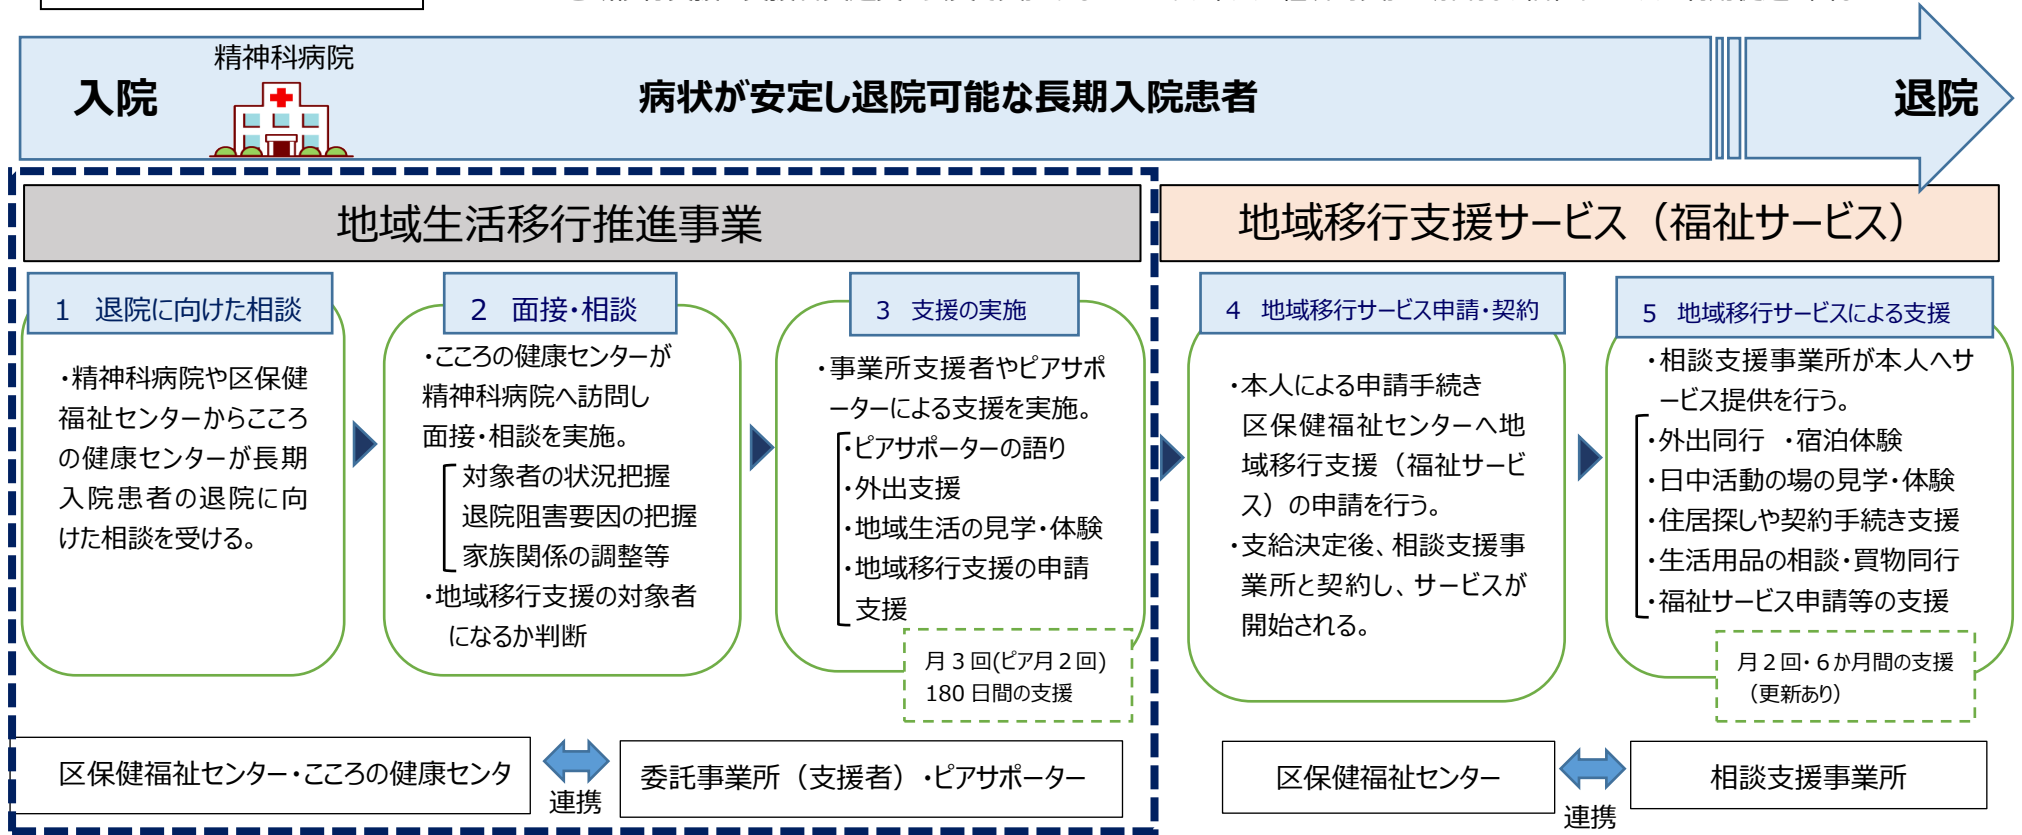 精神科病院
入院
病状が安定し退院可能な長期入院患者
退院
地域生活移行推進事業
地域移行支援サービス（福祉サービス）
1　退院に向けた相談
・精神科病院や区保健
福祉センターからこころ
の健康センターが長期
入院患者の退院に向
けた相談を受ける。
2　面接・相談
・こころの健康センターが
精神科病院へ訪問し
面接・相談を実施。
対象者の状況把握
退院阻害要因の把握
家族関係の調整等
・地域移行支援の対象者
になるか判断
3　支援の実施
・事業所支援者やピアサポ
ーターによる支援を実施。
・ピアサポーターの語り
・外出支援
・地域生活の見学・体験
・地域移行支援の申請
支援
月３回(ピア月２回)
180 日間の支援
4　地域移行サービス申請・契約
・本人による申請手続き
区保健福祉センターへ地
域移行支援（福祉サービ
ス）の申請を行う。
・支給決定後、相談支援事
業所と契約し、サービスが
開始される。
5　地域移行サービスによる支援
・相談支援事業所が本人へサ
ービス提供を行う。
・外出同行　・宿泊体験
・日中活動の場の見学・体験
・住居探しや契約手続き支援
・生活用品の相談・買物同行
・福祉サービス申請等の支援
月２回・６か月間の支援
（更新あり）
区保健福祉センター・こころの健康センタ
連携
委託事業所（支援者）・ピアサポーター
区保健福祉センター
連携
相談支援事業所